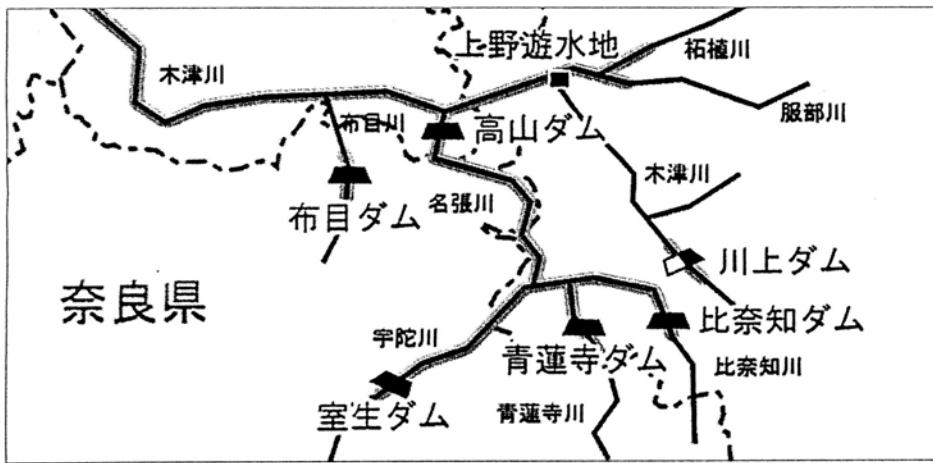 上野遊水地
柘植川
木津川
服部川
布目川
高山ダム
木津川
名張川
布目ダム
川上ダム
奈良県
宇陀川
比奈知ダム
青蓮寺ダム
比奈知川
室生ダム
青蓮寺川